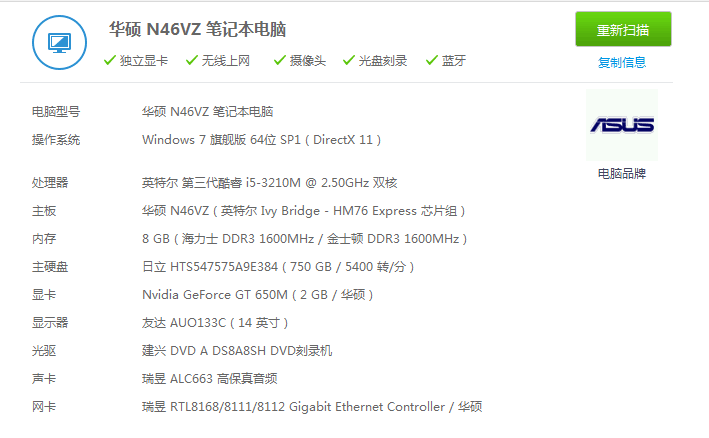 华硕 N46VZ 笔记本电脑
重新扫描
独立显卡 无线上网 摄像头 光盘刻录 蓝牙
复制信息
电脑型号 华硕 N46VZ 笔记本电脑
操作系统 Windows 7 旗舰版 64位 SP1 ( DirectX 11 )
ASUS
电脑品牌
处理器 英特尔 第三代酷睿 i5-3210M @ 2.50GHz 双核
主板 华硕 N46VZ ( 英特尔 Ivy Bridge - HM76 Express 芯片组 )
内存 8 GB ( 海力士 DDR3 1600MHz / 金士顿 DDR3 1600MHz )
主硬盘 日立 HTS547575A9E384 ( 750 GB / 5400 转/分 )
显卡 Nvidia GeForce GT 650M ( 2 GB / 华硕 )
显示器 友达 AUO133C ( 14 英寸 )
光驱 建兴 DVD A DS8A8SH DVD刻录机
声卡 瑞昱 ALC663 高保真音频
网卡 瑞昱 RTL8168/8111/8112 Gigabit Ethernet Controller / 华硕